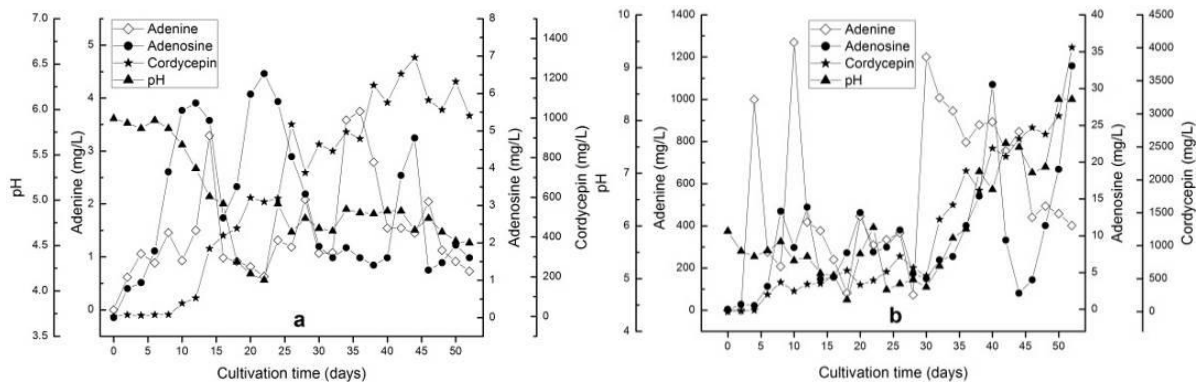 7.0
6.5
6.0
5.5
5.0
4.5
4.0
3.5
pH
5
4
3
2
1
0
Adenine (mg/L)
Adenine
Adenosine
Cordycepin
pH
a
8
7
6
5
4
3
2
1
0
Adenosine (mg/L)
1400
1200
1000
800
600
400
200
0
Cordycepin (mg/L)
0 5 10 15 20 25 30 35 40 45 50
Cultivation time (days)
10
9
8
7
6
5
4
pH
1400
1200
1000
800
600
400
200
0
Adenine (mg/L)
Adenine
Adenosine
Cordycepin
pH
b
40
35
30
25
20
15
10
5
0
Adenosine (mg/L)
4500
4000
3500
3000
2500
2000
1500
1000
500
0
Cordycepin (mg/L)
0 5 10 15 20 25 30 35 40 45 50
Cultivation time (days)